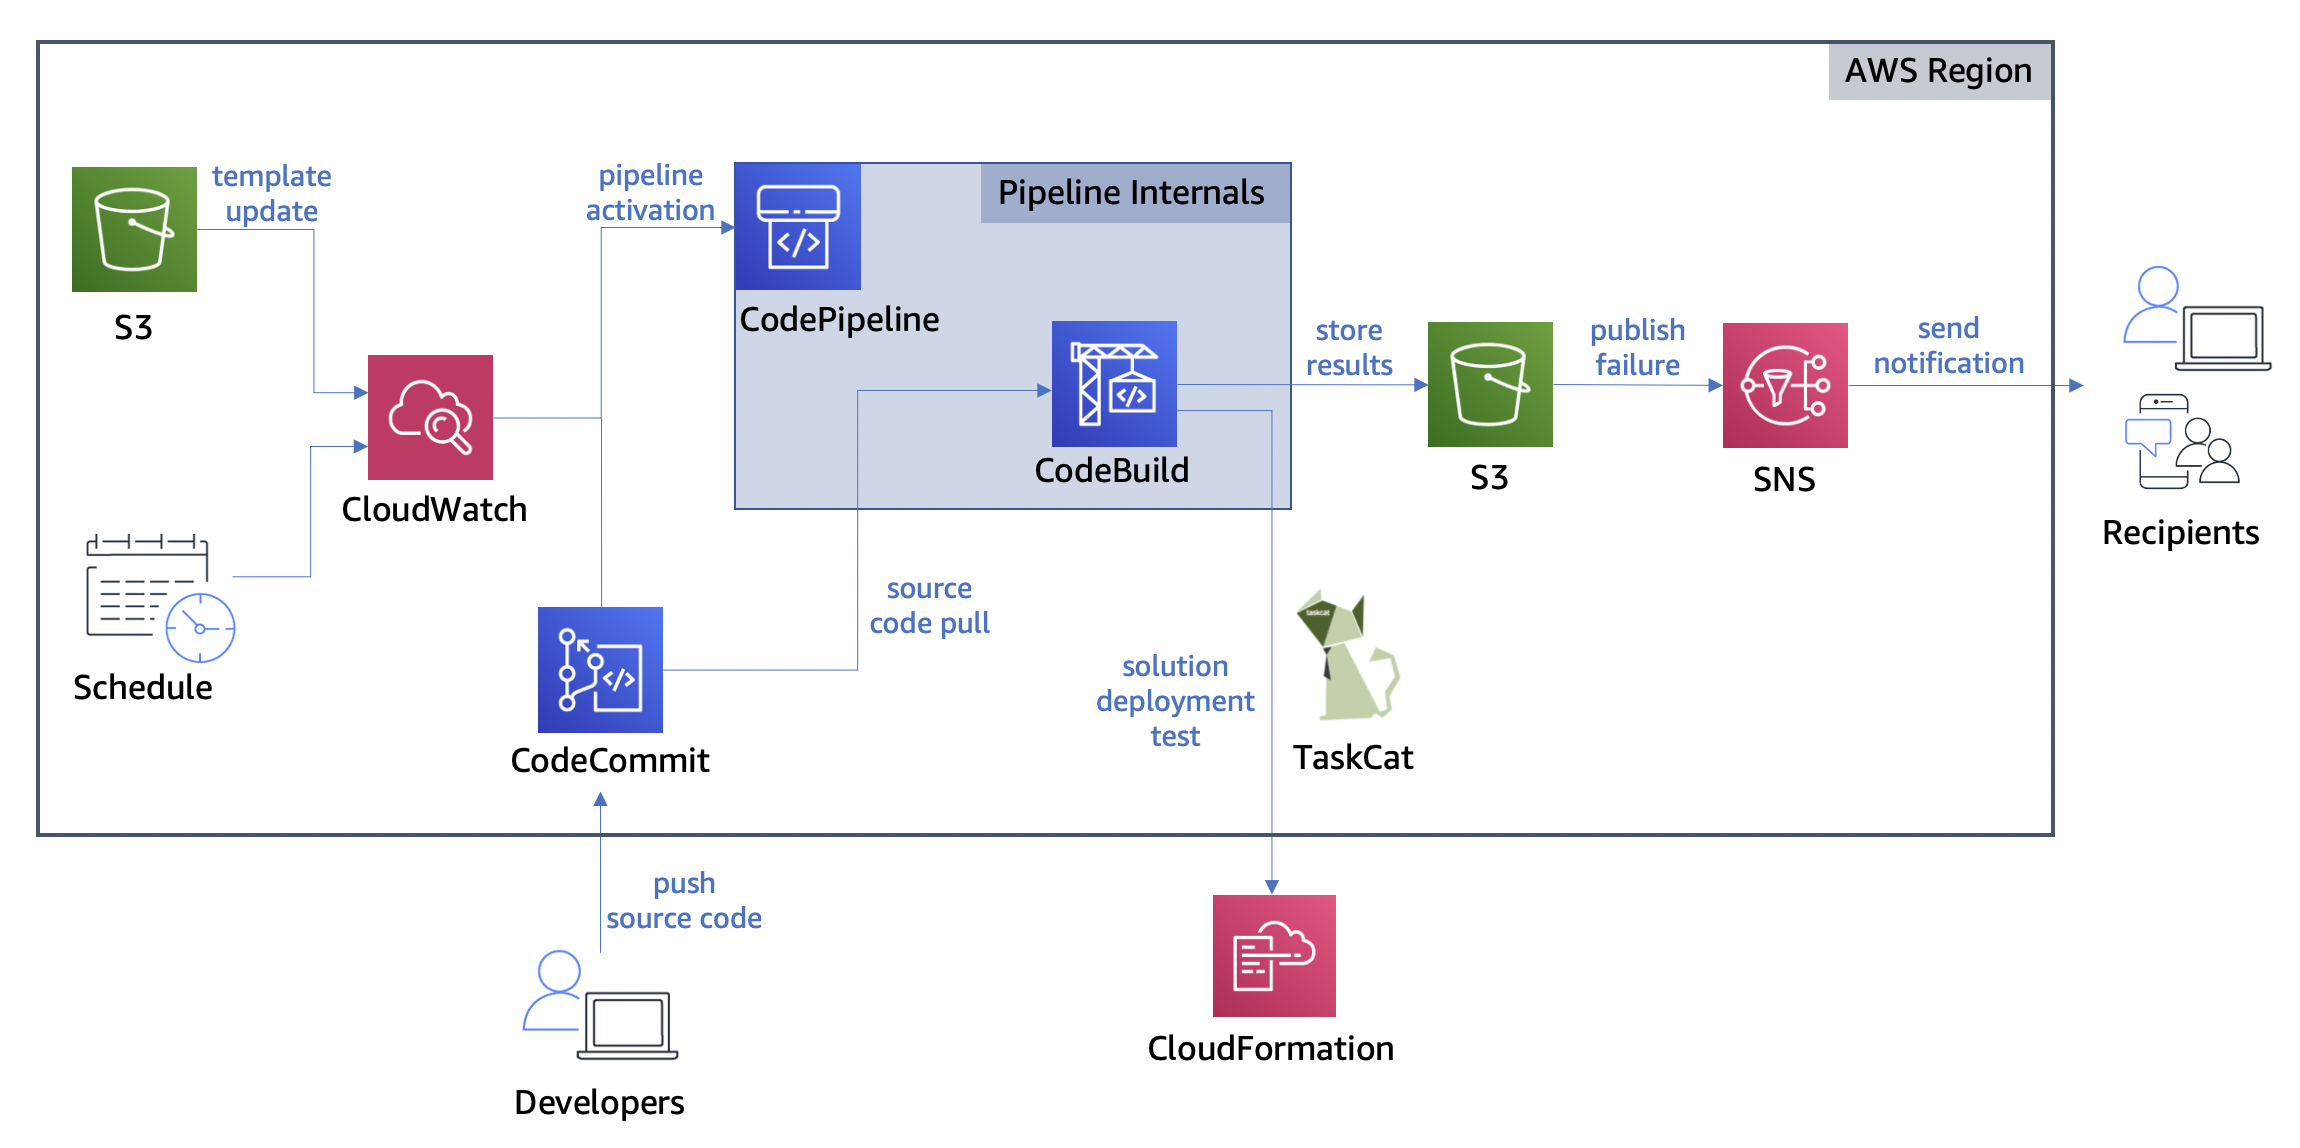 AWS Region
template
update
pipeline
activation
Pipeline Internals
S3
CodePipeline
store
results
publish
failure
send
notification
CloudWatch
CodeBuild
S3
SNS
Recipients
Schedule
source
code pull
taskcat
solution
deployment
test
CodeCommit
TaskCat
push
source code
CloudFormation
Developers